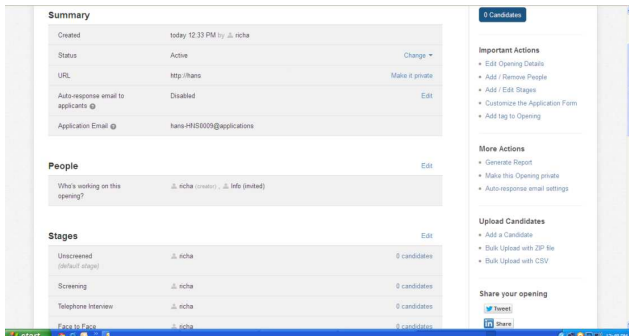 Summary
Created today 12:33 PM by richa
Status Active Change
URL http://hans Make it private
Auto-response email to Disabled Edit
applicants
Application Email hans-HNS0009@applications
People Edit
Who's working on this richa (creator) , Info (invited)
opening?
Stages Edit
Unscreened richa 0 candidates
(default stage)
Screening richa 0 candidates
Telephone Interview richa 0 candidates
Face to Face richa 0 candidates
0 Candidates
Important Actions
Edit Opening Details
Add / Remove People
Add / Edit Stages
Customize the Application Form
Add tag to Opening
More Actions
Generate Report
Make this Opening private
Auto-response email settings
Upload Candidates
Add a Candidate
Bulk Upload with ZIP file
Bulk Upload with CSV
Share your opening
Tweet
in Share
start